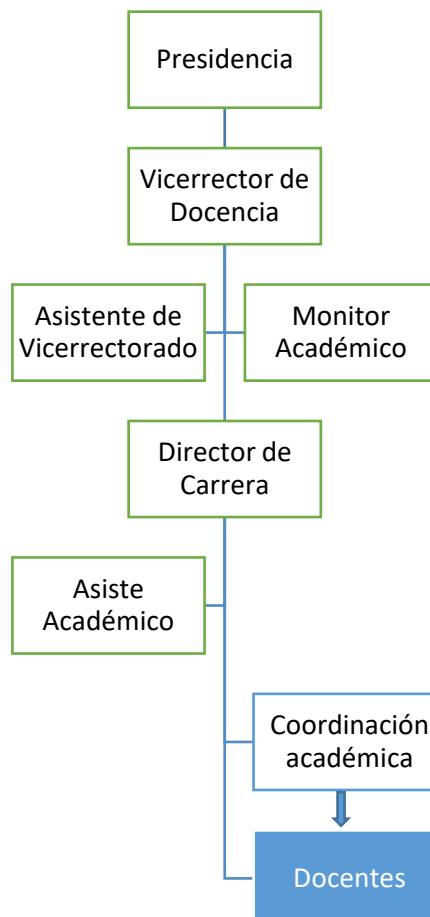 Presidencia
Vicerrector de
Docencia
Asistente de
Vicerrectorado
Monitor
Académico
Director de
Carrera
Asiste
Académico
Coordinación
académica
Docentes